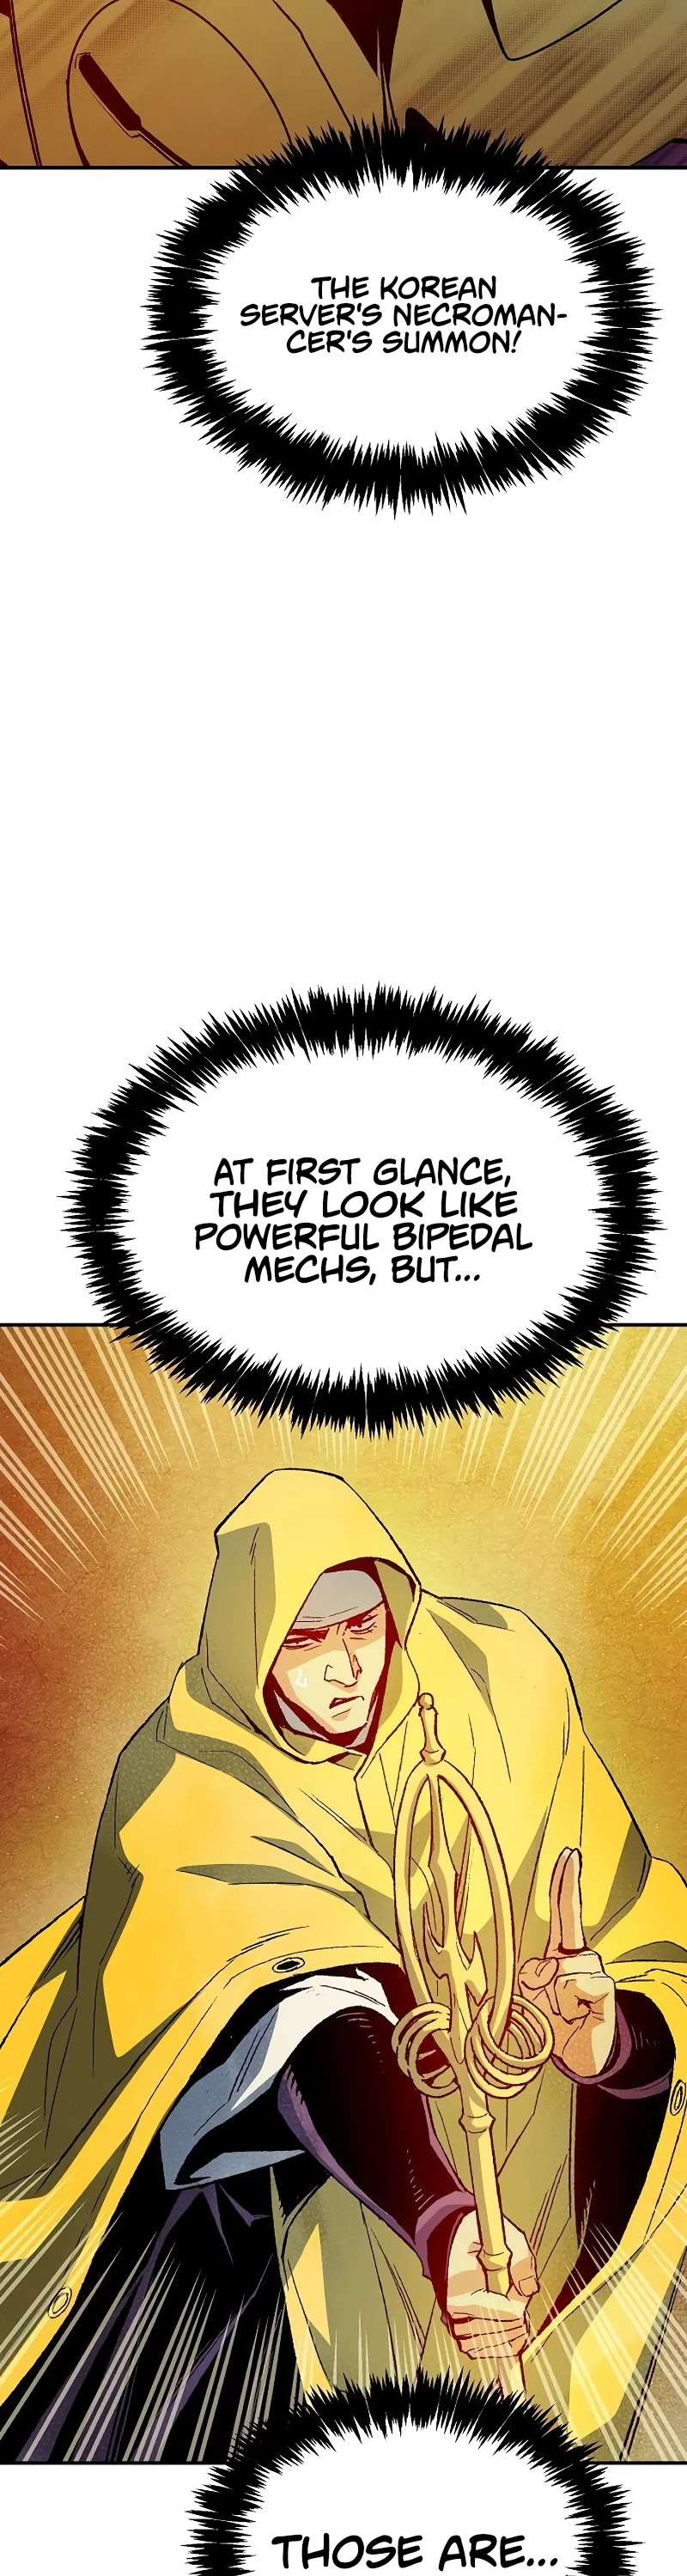 THE KOREAN
SERVER'S NECROMAN-
CER'S SUMMON!
AT FIRST GLANCE,
THEY LOOK LIKE
POWERFUL BIPEDAL
MECHS, BUT...
THOSE ARE...